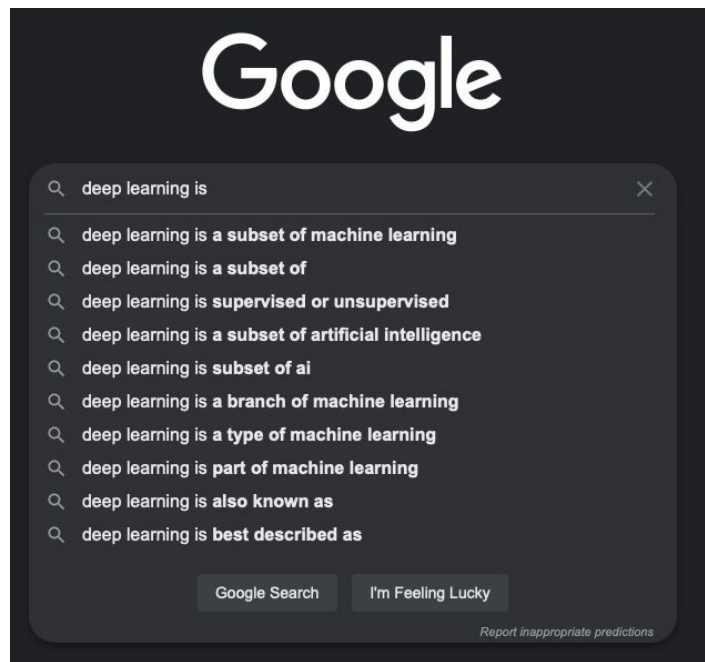 Google
deep learning is
deep learning is a subset of machine learning
deep learning is a subset of
deep learning is supervised or unsupervised
deep learning is a subset of artificial intelligence
deep learning is subset of ai
deep learning is a branch of machine learning
deep learning is a type of machine learning
deep learning is part of machine learning
deep learning is also known as
deep learning is best described as
Google Search I'm Feeling Lucky
Report inappropriate predictions